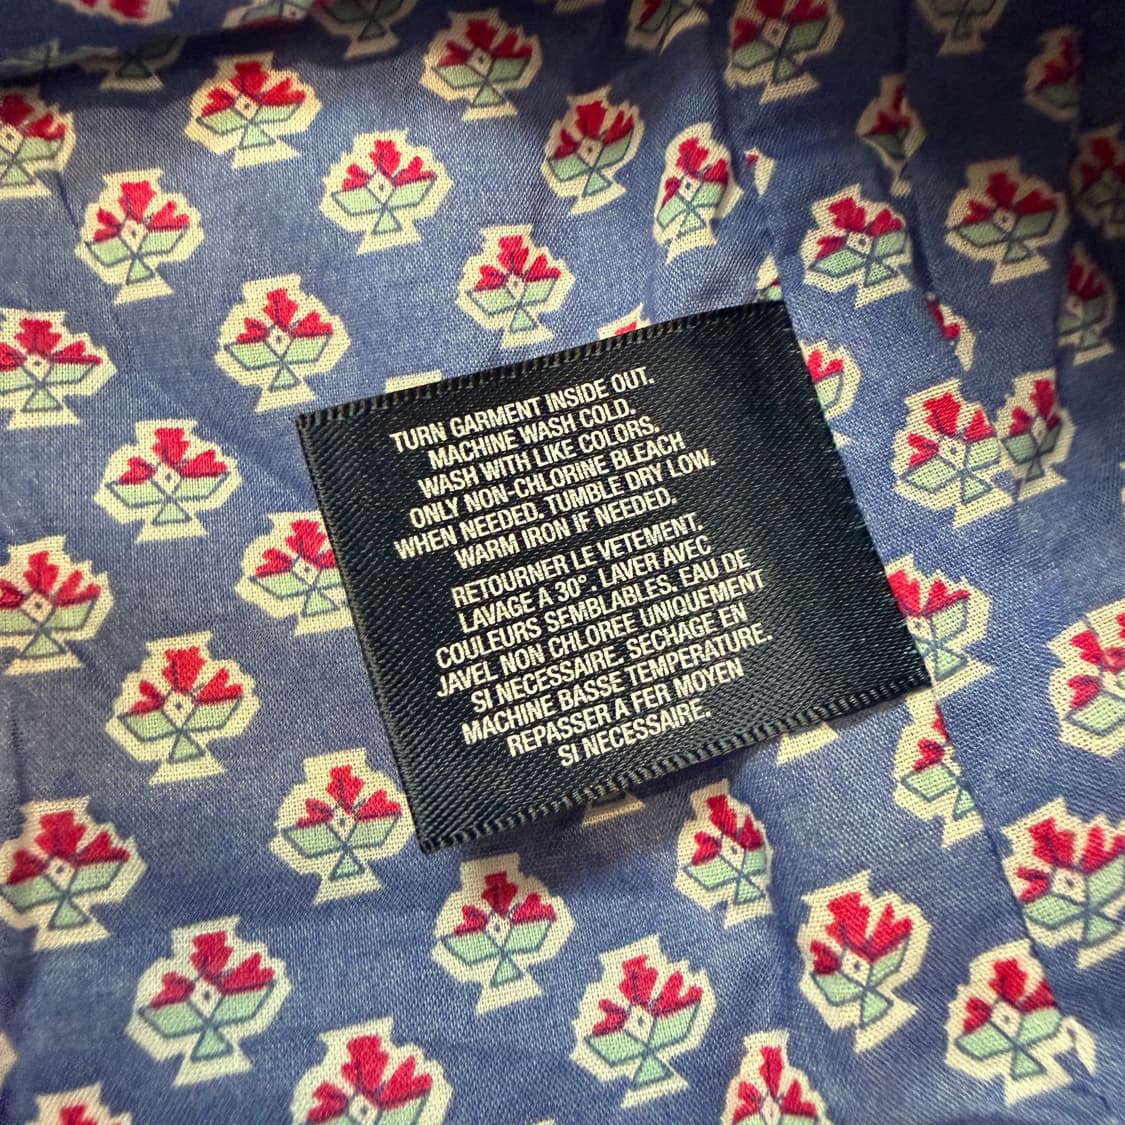 TURN GARMENT INSIDE OUT.
MACHINE WASH COLD.
WASH WITH LIKE COLORS.
ONLY NON-CHLORINE BLEACH
WHEN NEEDED. TUMBLE DRY LOW.
WARM IRON IF NEEDED.
RETOURNER LE VETEMENT.
LAVAGE A 30°. LAVER AVEC
COULEURS SEMBLABLES. EAU DE
JAVEL NON CHLOREE UNIQUEMENT
SI NECESSAIRE. SECHAGE EN
MACHINE BASSE TEMPERATURE.
REPASSER A FER MOYEN
SI NECESSAIRE.